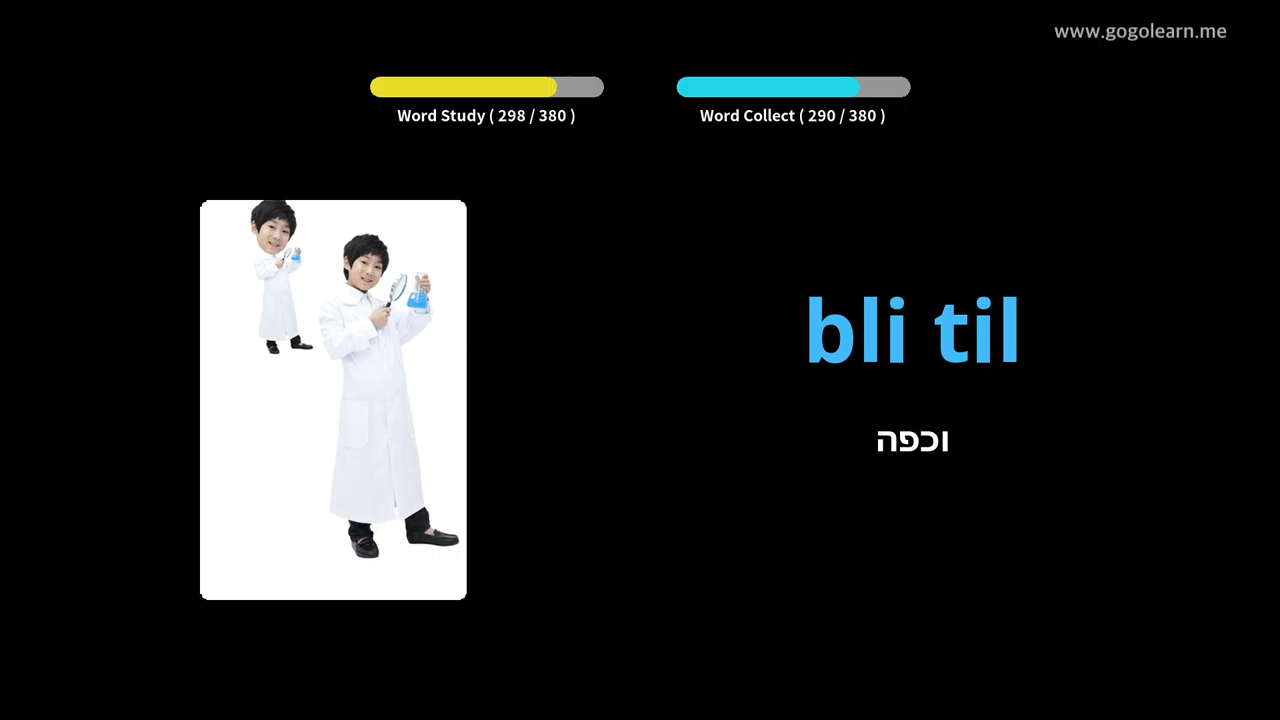 www.gogolearn.me
Word Study ( 298 / 380 )
Word Collect ( 290 / 380 )
bli til
וכפה